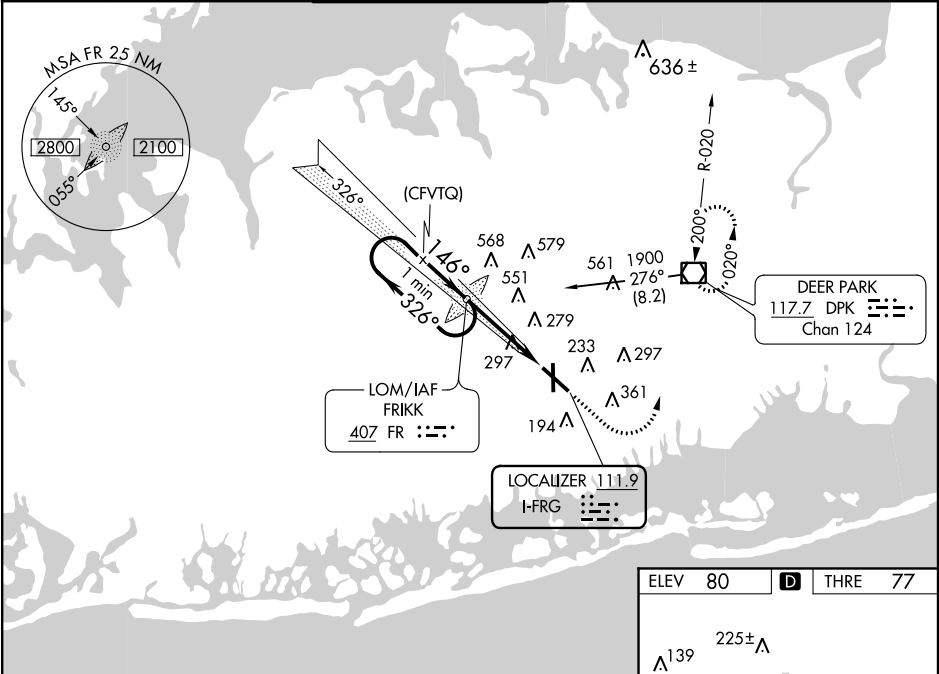 MSA FR 25 NM
145°
2800
2100
055°
636 ±
R-020
326°
(CFVTQ)
146°
1 min
326°
568
579
551
279
561
1900
276°
(8.2)
200°
020°
DEER PARK
117.7 DPK
Chan 124
297
233
297
361
194
LOM/IAF
FRIKK
407 FR
LOCALIZER 111.9
I-FRG
ELEV 80 D THRE 77
139
225±